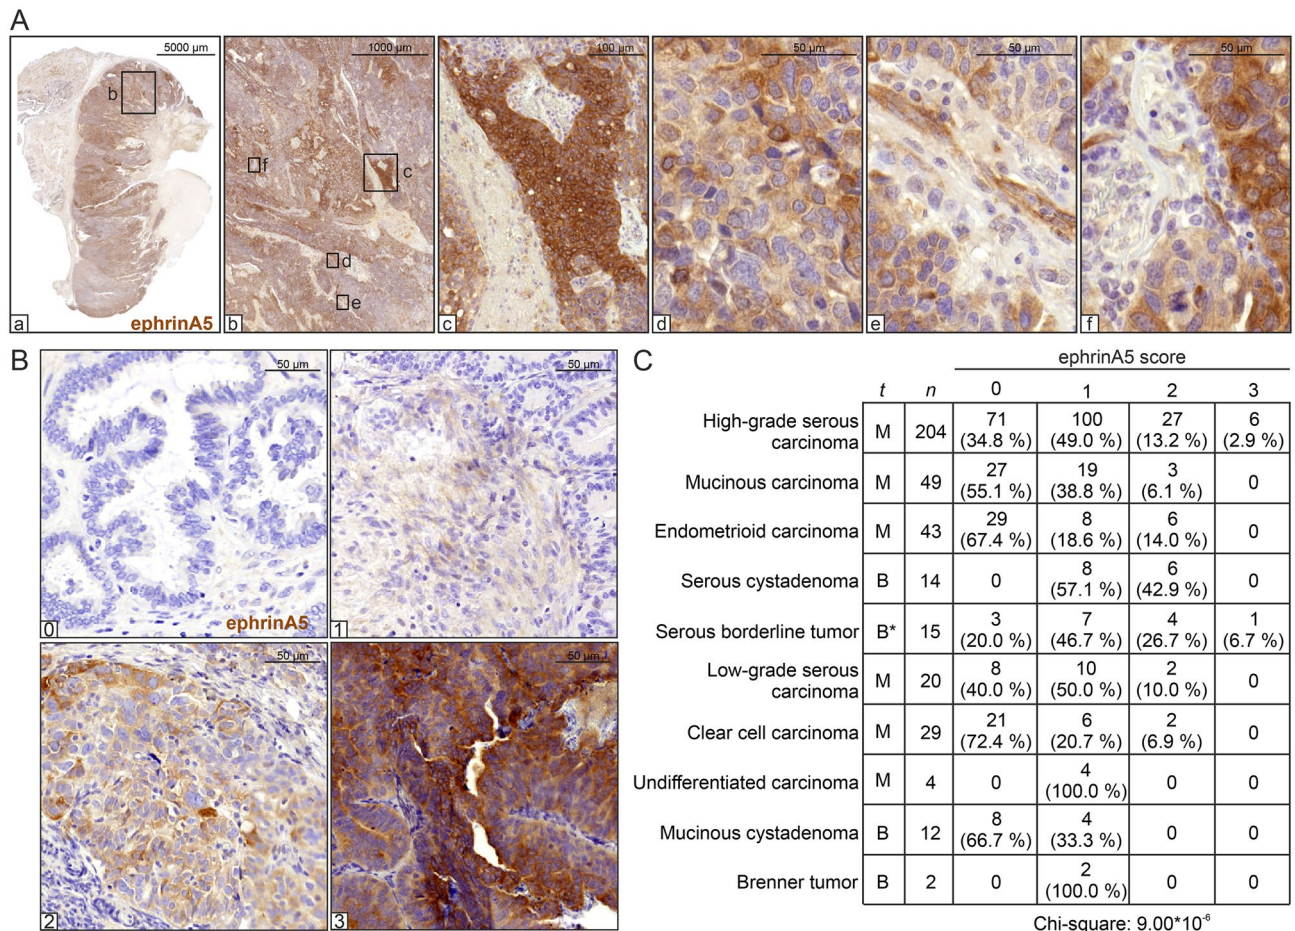 A
5000 µm
b
a
ephrinA5
1000 µm
f
c
d
e
b
100 µm
c
50 µm
d
50 µm
e
50 µm
f
B
50 µm
0
ephrinA5
50 µm
1
50 µm
2
50 µm
3
C
ephrinA5 score
t n 0 1 2 3
High-grade serous carcinoma M 204 71 (34.8 %) 100 (49.0 %) 27 (13.2 %) 6 (2.9 %)
Mucinous carcinoma M 49 27 (55.1 %) 19 (38.8 %) 3 (6.1 %) 0
Endometrioid carcinoma M 43 29 (67.4 %) 8 (18.6 %) 6 (14.0 %) 0
Serous cystadenoma B 14 0 8 (57.1 %) 6 (42.9 %) 0
Serous borderline tumor B* 15 3 (20.0 %) 7 (46.7 %) 4 (26.7 %) 1 (6.7 %)
Low-grade serous carcinoma M 20 8 (40.0 %) 10 (50.0 %) 2 (10.0 %) 0
Clear cell carcinoma M 29 21 (72.4 %) 6 (20.7 %) 2 (6.9 %) 0
Undifferentiated carcinoma M 4 0 4 (100.0 %) 0 0
Mucinous cystadenoma B 12 8 (66.7 %) 4 (33.3 %) 0 0
Brenner tumor B 2 0 2 (100.0 %) 0 0
Chi-square: 9.00*10⁻⁶